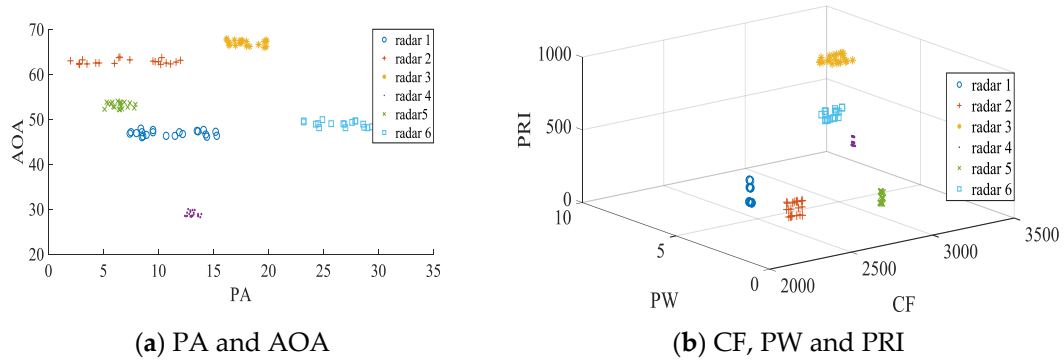 70
60
50
40
30
20
AOA
0
5
10
15
20
25
30
35
PA
radar 1
radar 2
radar 3
radar 4
radar5
radar 6
(a) PA and AOA
1000
500
0
PRI
10
5
0
PW
2000
2500
3000
3500
CF
radar 1
radar 2
radar 3
radar 4
radar 5
radar 6
(b) CF, PW and PRI